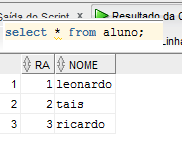 Saída do Script
Resultado da C
select * from aluno;
Linha
RA NOME
1 1 leonardo
2 2 tais
3 3 ricardo